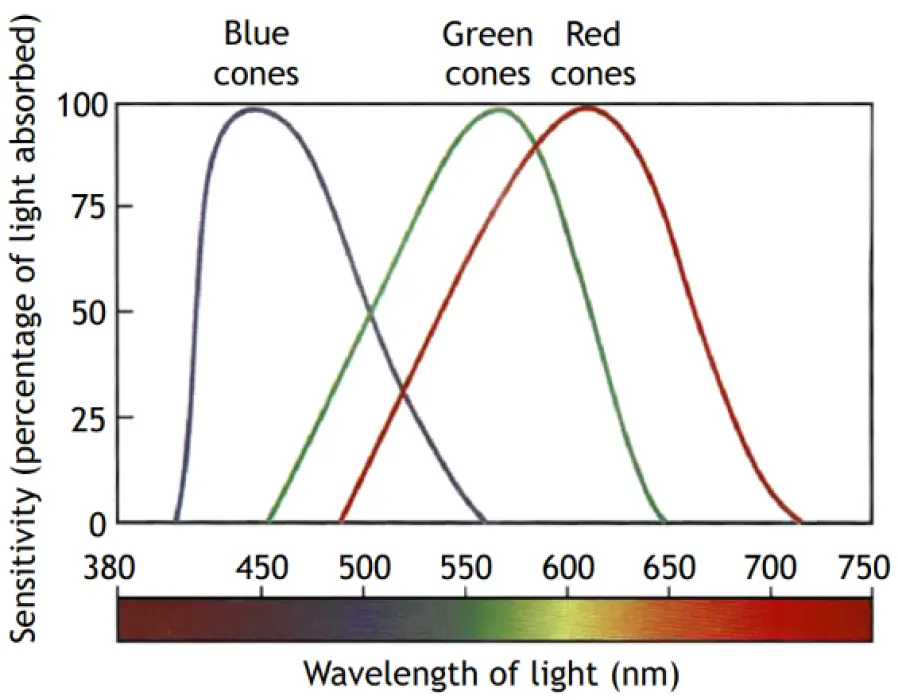 Blue cones
Green cones
Red cones
Sensitivity (percentage of light absorbed)
100
75
50
25
0
380 450 500 550 600 650 700 750
Wavelength of light (nm)